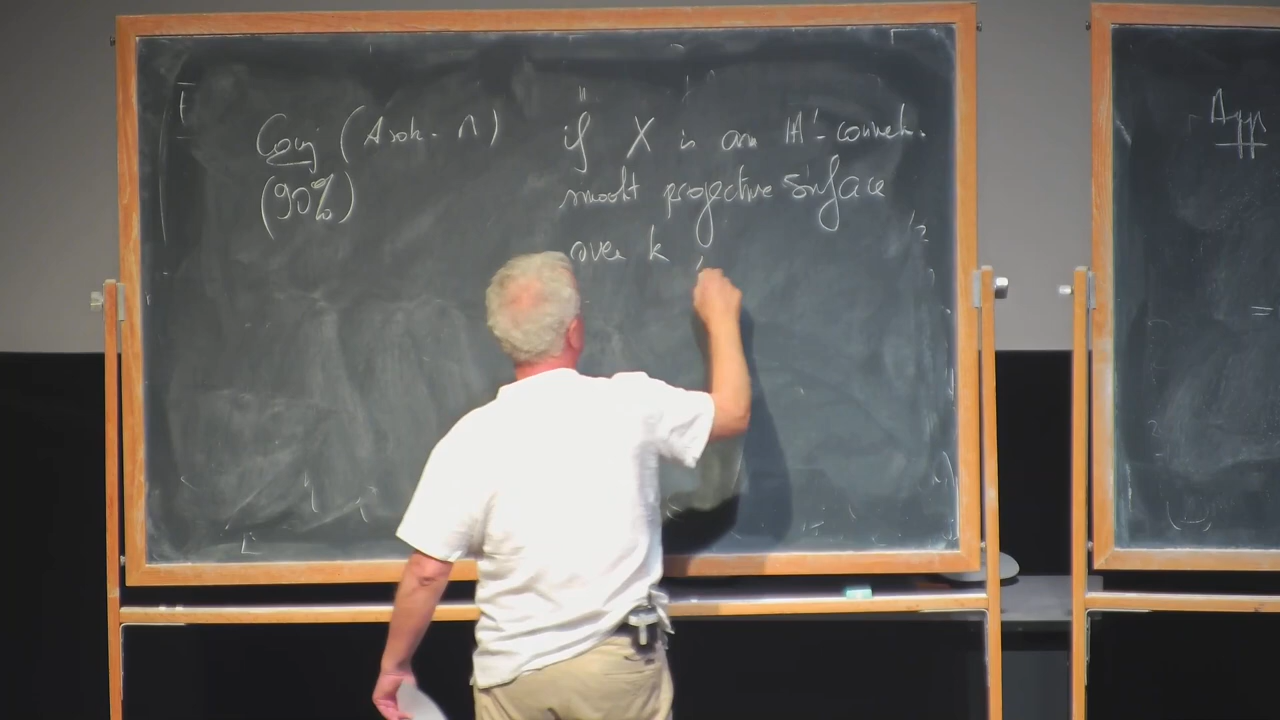 Conj (Asok - M) " if X is an A¹-connect.
(90%) smooth projective surface
over k
App
=